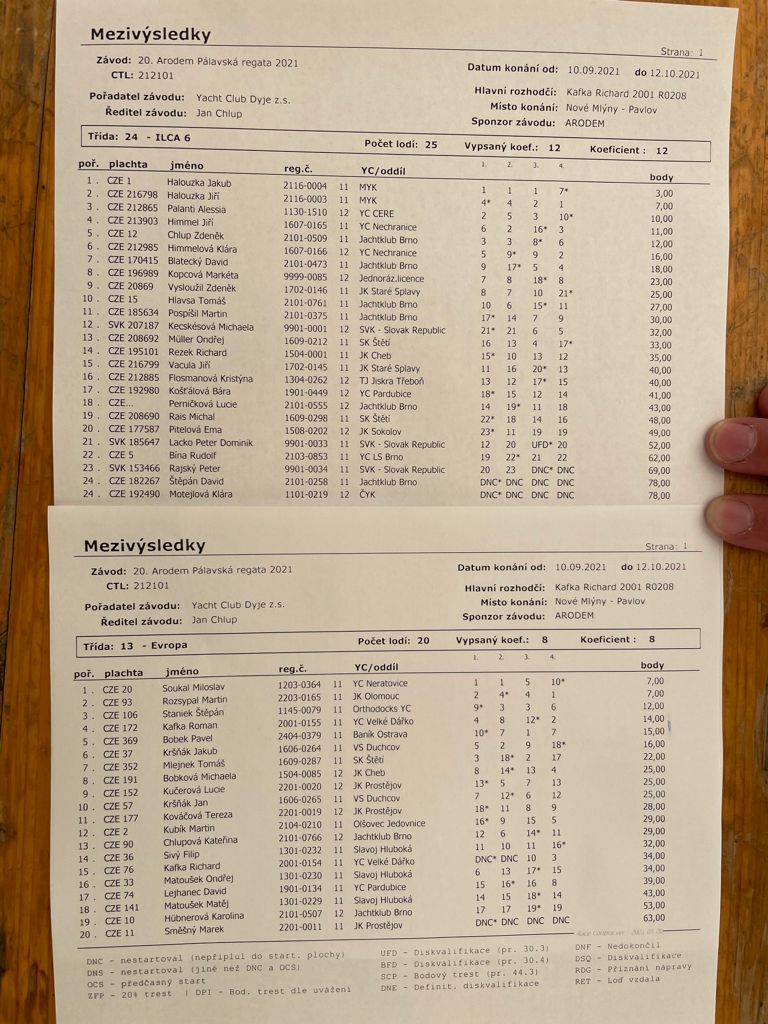 Mezivýsledky
Strana: 1
Závod: 20. Arodem Pálavská regata 2021 Datum konání od: 10.09.2021 do 12.10.2021
CTL: 212101
Hlavní rozhodčí: Kafka Richard 2001 R0208
Pořadatel závodu: Yacht Club Dyje z.s. Místo konání: Nové Mlýny - Pavlov
Ředitel závodu: Jan Chlup Sponzor závodu: ARODEM
Třída: 24 - ILCA 6 Počet lodí: 25 Vypsaný koef.: 12 Koeficient : 12
poř. plachta jméno reg.č. YC/oddíl 1. 2. 3. 4. body
1 . CZE 1 Halouzka Jakub 2116-0004 11 MYK 1 1 1 7* 3,00
2 . CZE 216798 Halouzka Jiří 2116-0003 11 MYK 4* 4 2 1 7,00
3 . CZE 212865 Palanti Alessia 1130-1510 12 YC CERE 2 5 3 10* 10,00
4 . CZE 213903 Himmel Jiří 1607-0165 11 YC Nechranice 6 2 16* 3 11,00
5 . CZE 12 Chlup Zdeněk 2101-0509 11 Jachtklub Brno 3 3 8* 6 12,00
6 . CZE 212985 Himmelová Klára 1607-0166 12 YC Nechranice 5 9* 9 2 16,00
7 . CZE 170415 Blatecký David 2101-0473 11 Jachtklub Brno 9 17* 5 4 18,00
8 . CZE 196989 Kopcová Markéta 9999-0085 12 Jednoráz.licence 7 8 18* 8 23,00
9 . CZE 20869 Vysloužil Zdeněk 1702-0146 11 JK Staré Splavy 8 7 10 21* 25,00
10 . CZE 15 Hlavsa Tomáš 2101-0761 11 Jachtklub Brno 10 6 15* 11 27,00
11 . CZE 185634 Pospíšil Martin 2101-0375 11 Jachtklub Brno 17* 14 7 9 30,00
12 . SVK 207187 Kecskésová Michaela 9901-0001 12 SVK - Slovak Republic 21* 21 6 5 32,00
13 . CZE 208692 Müller Ondřej 1609-0212 11 SK Štětí 16 13 4 17* 33,00
14 . CZE 195101 Rezek Richard 1504-0001 11 JK Cheb 15* 10 13 12 35,00
15 . CZE 216799 Vacula Jiří 1702-0145 11 JK Staré Splavy 11 16 20* 13 40,00
16 . CZE 212885 Flosmanová Kristýna 1304-0262 12 TJ Jiskra Třeboň 13 12 17* 15 40,00
17 . CZE 192980 Košťálová Bára 1901-0449 12 YC Pardubice 18* 15 12 14 41,00
18 . CZE... Perničková Lucie 2101-0555 12 Jachtklub Brno 14 19* 11 18 43,00
19 . CZE 208690 Rais Michal 1609-0298 11 SK Štětí 22* 18 14 16 48,00
20 . CZE 177587 Pitelová Ema 1508-0202 12 JK Sokolov 23* 11 19 19 49,00
21 . SVK 185647 Lacko Peter Dominik 9901-0033 11 SVK - Slovak Republic 12 20 UFD* 20 52,00
22 . CZE 5 Bína Rudolf 2103-0853 11 YC LS Brno 19 22* 21 22 62,00
23 . SVK 153466 Rajský Peter 9901-0034 11 SVK - Slovak Republic 20 23 DNC* DNC 69,00
24 . CZE 182267 Štěpán David 2101-0258 11 Jachtklub Brno DNC* DNC DNC DNC 78,00
24 . CZE 192490 Motejlová Klára 1101-0219 12 ČYK DNC* DNC DNC DNC 78,00
Mezivýsledky
Strana: 1
Závod: 20. Arodem Pálavská regata 2021 Datum konání od: 10.09.2021 do 12.10.2021
CTL: 212101
Hlavní rozhodčí: Kafka Richard 2001 R0208
Pořadatel závodu: Yacht Club Dyje z.s. Místo konání: Nové Mlýny - Pavlov
Ředitel závodu: Jan Chlup Sponzor závodu: ARODEM
Třída: 13 - Evropa Počet lodí: 20 Vypsaný koef.: 8 Koeficient : 8
poř. plachta jméno reg.č. YC/oddíl 1. 2. 3. 4. body
1 . CZE 20 Soukal Miloslav 1203-0364 11 YC Neratovice 1 1 5 10* 7,00
2 . CZE 93 Rozsypal Martin 2203-0165 11 JK Olomouc 2 4* 4 1 7,00
3 . CZE 106 Staniek Štěpán 1145-0079 11 Orthodocks YC 9* 3 3 6 12,00
4 . CZE 172 Kafka Roman 2001-0155 11 YC Velké Dářko 4 8 12* 2 14,00
5 . CZE 369 Bobek Pavel 2404-0379 11 Baník Ostrava 10* 7 1 7 15,00
6 . CZE 37 Kršňák Jakub 1606-0264 11 VS Duchcov 5 2 9 18* 16,00
7 . CZE 352 Mlejnek Tomáš 1609-0287 11 SK Štětí 3 18* 2 17 22,00
8 . CZE 191 Bobková Michaela 1504-0085 12 JK Cheb 8 14* 13 4 25,00
9 . CZE 152 Kučerová Lucie 2201-0020 12 JK Prostějov 13* 5 7 13 25,00
10 . CZE 57 Kršňák Jan 1606-0265 11 VS Duchcov 7 12* 6 12 25,00
11 . CZE 177 Kováčová Tereza 2201-0019 12 JK Prostějov 18* 11 8 9 28,00
12 . CZE 2 Kubík Martin 2104-0210 11 Olšovec Jedovnice 16* 9 15 5 29,00
13 . CZE 90 Chlupová Kateřina 2101-0766 12 Jachtklub Brno 12 6 14* 11 29,00
14 . CZE 36 Sivý Filip 1301-0232 11 Slavoj Hluboká 11 10 11 16* 32,00
15 . CZE 76 Kafka Richard 2001-0154 11 YC Velké Dářko DNC* DNC 10 3 34,00
16 . CZE 33 Matoušek Ondřej 1301-0230 11 Slavoj Hluboká 6 13 17* 15 34,00
17 . CZE 74 Lejhanec David 1901-0134 11 YC Pardubice 15 16* 16 8 39,00
18 . CZE 141 Matoušek Matěj 1301-0229 11 Slavoj Hluboká 14 15 18* 14 43,00
19 . CZE 10 Hübnerová Karolina 2101-0507 12 Jachtklub Brno 17 17 19* 19 53,00
20 . CZE 11 Směšný Marek 2201-0011 11 JK Prostějov DNC* DNC DNC DNC 63,00
DNC - nestartoval (nepřiplul do start. plochy) UFD - Diskvalifikace (pr. 30.3) DNF - Nedokončil
DNS - nestartoval (jiné než DNC a OCS) BFD - Diskvalifikace (pr. 30.4) DSQ - Diskvalifikace
OCS - předčasný start SCP - Bodový trest (pr. 44.3) RDG - Přiznání nápravy
ZFP - 20% trest | DPI - Bod. trest dle uvážení DNE - Definit. diskvalifikace RET - Loď vzdala